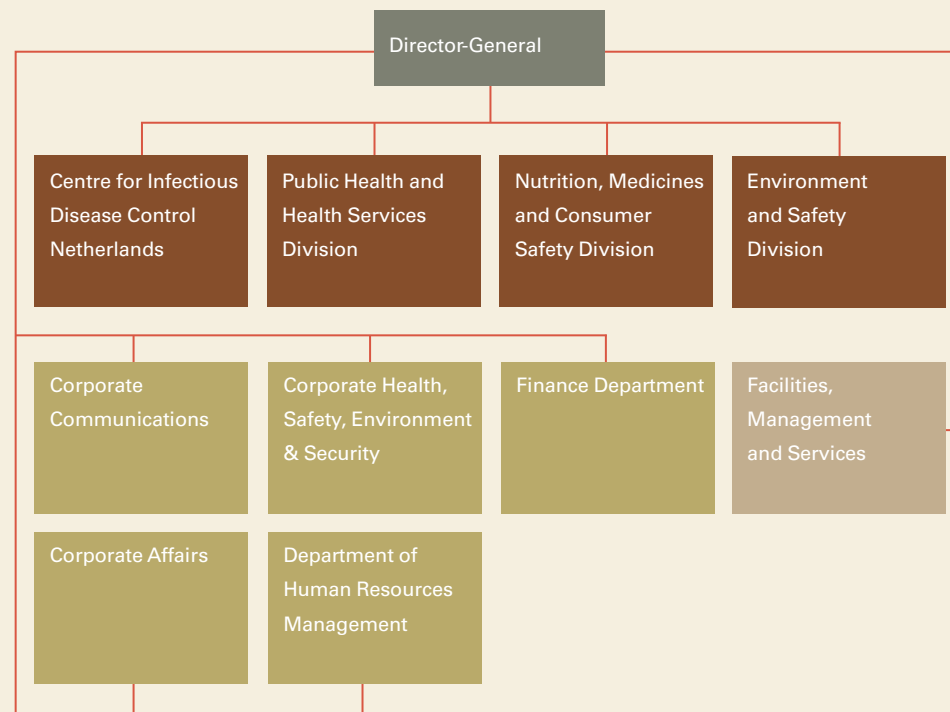 Director-General
Centre for Infectious
Disease Control
Netherlands
Public Health and
Health Services
Division
Nutrition, Medicines
and Consumer
Safety Division
Environment
and Safety
Division
Corporate
Communications
Corporate Health,
Safety, Environment
& Security
Finance Department
Facilities,
Management
and Services
Corporate Affairs
Department of
Human Resources
Management